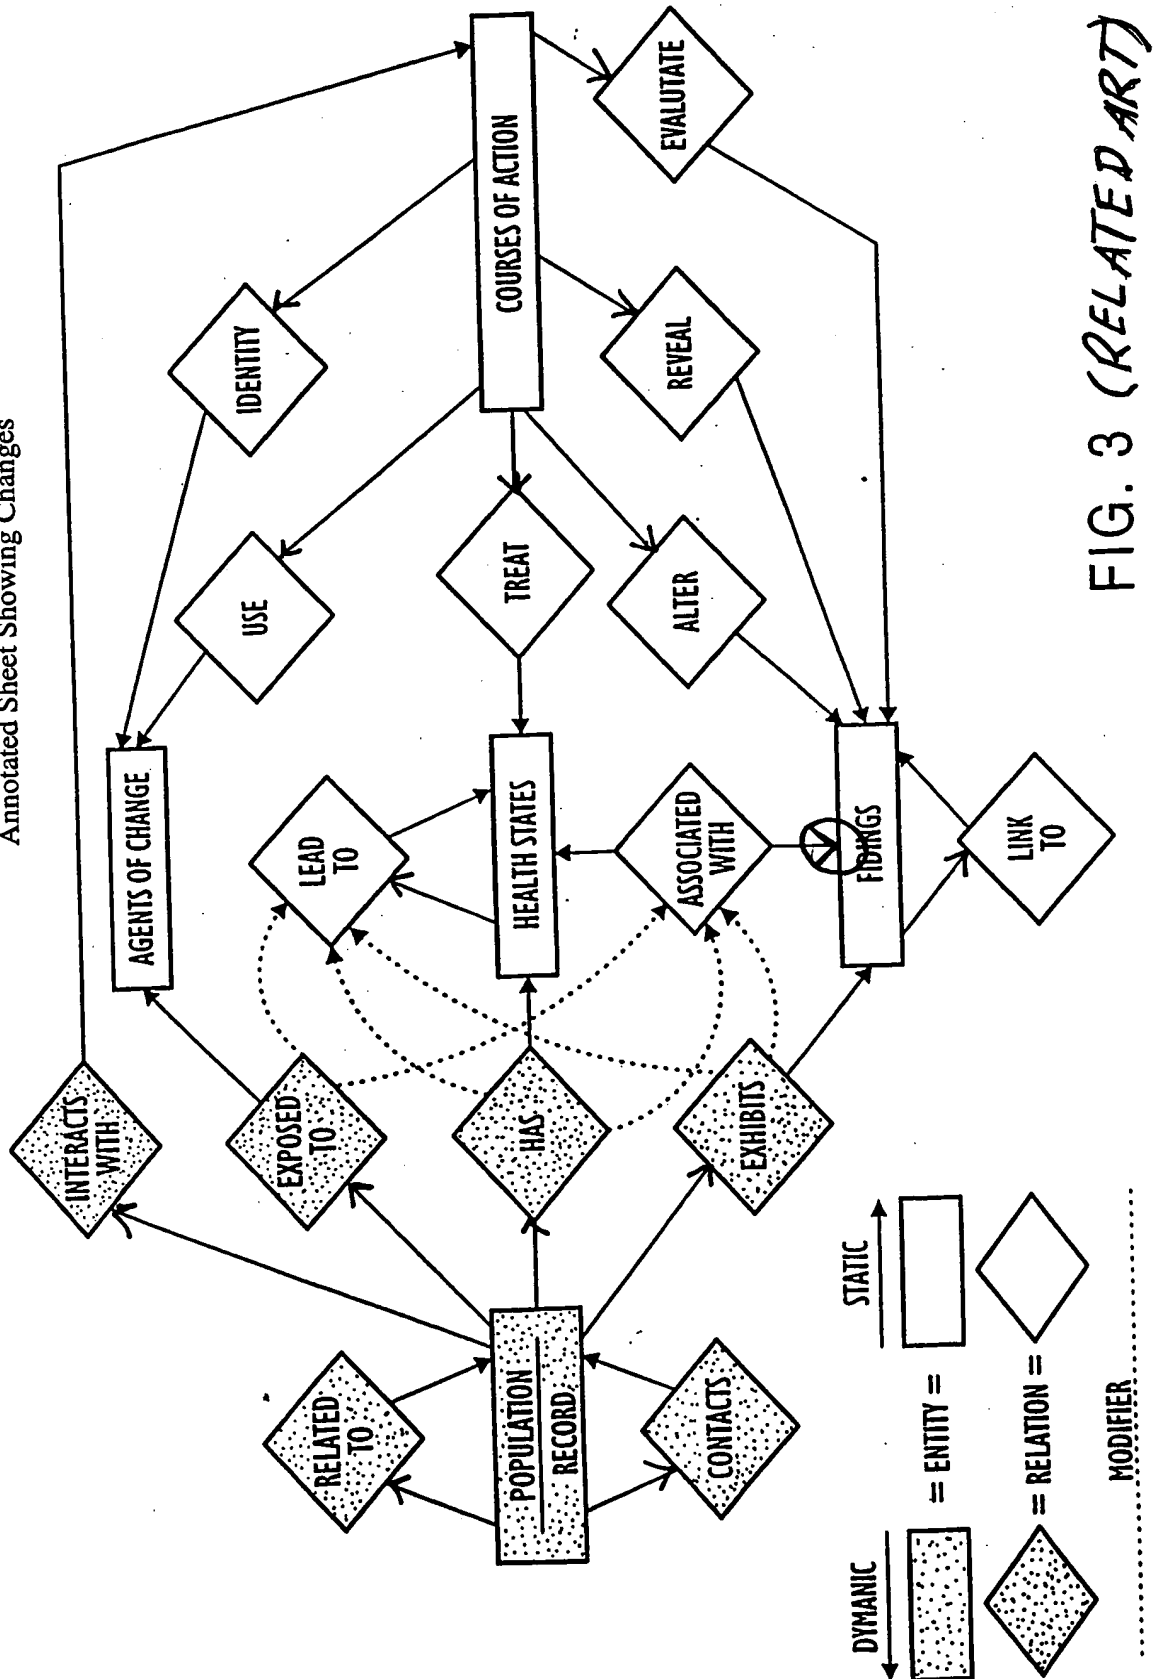 Annotated Sheet Showing Changes
INTERACTS
WITH
AGENTS OF CHANGE
IDENTITY
USE
EXPOSED
TO
LEAD
TO
RELATED
TO
POPULATION
RECORD
HAS
HEALTH STATES
TREAT
COURSES OF ACTION
CONTACTS
EXHIBITS
ASSOCIATED
WITH
ALTER
REVEAL
EVALUTATE
FIDINGS
LINK
TO
DYMANIC
STATIC
= ENTITY =
= RELATION =
MODIFIER
FIG. 3 (RELATED ART)